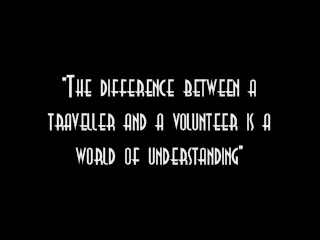 "The difference between a
traveller and a volunteer is a
world of understanding"